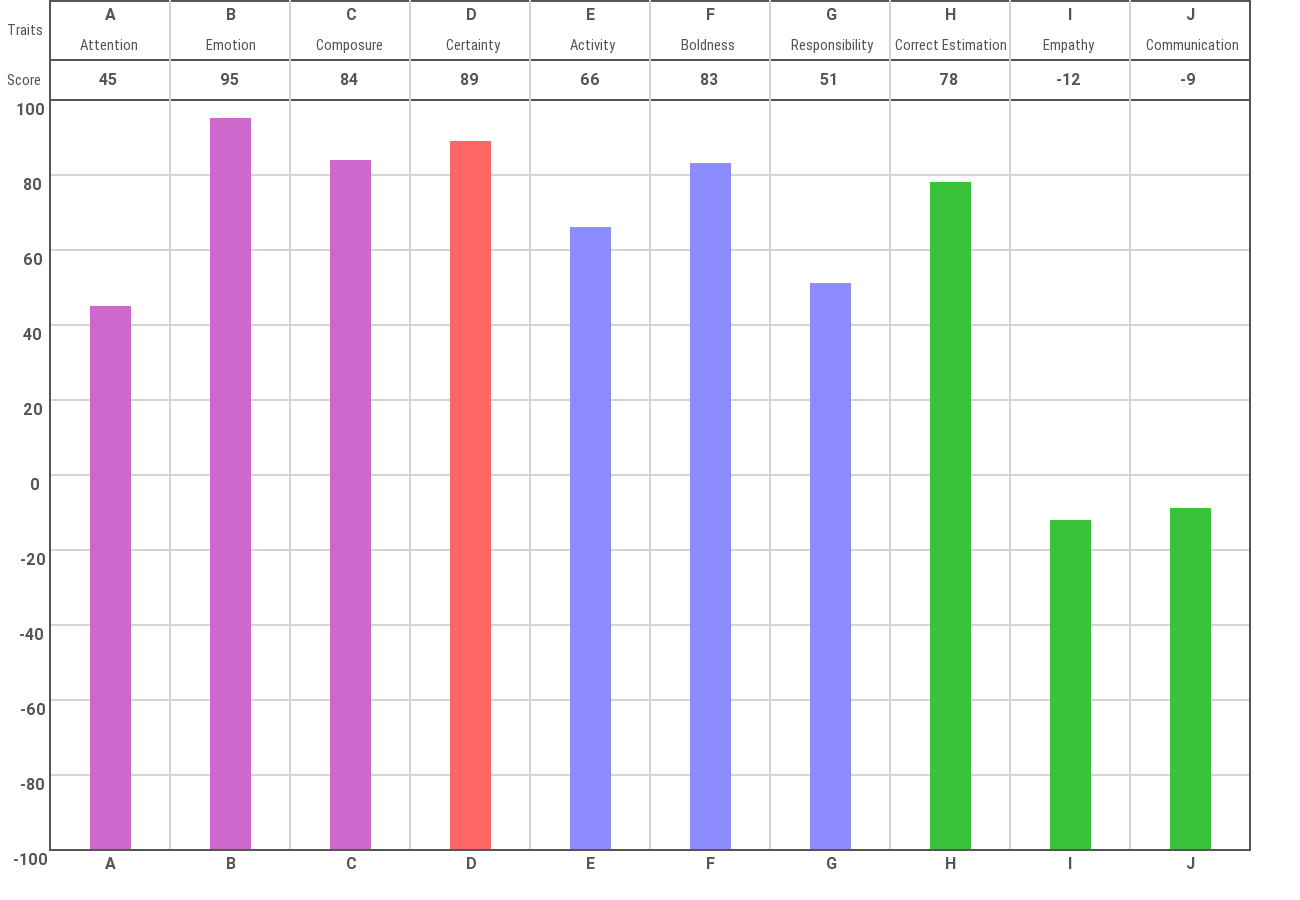 Traits A B C D E F G H I J
Attention Emotion Composure Certainty Activity Boldness Responsibility Correct Estimation Empathy Communication
Score 45 95 84 89 66 83 51 78 -12 -9
100
80
60
40
20
0
-20
-40
-60
-80
-100
A B C D E F G H I J